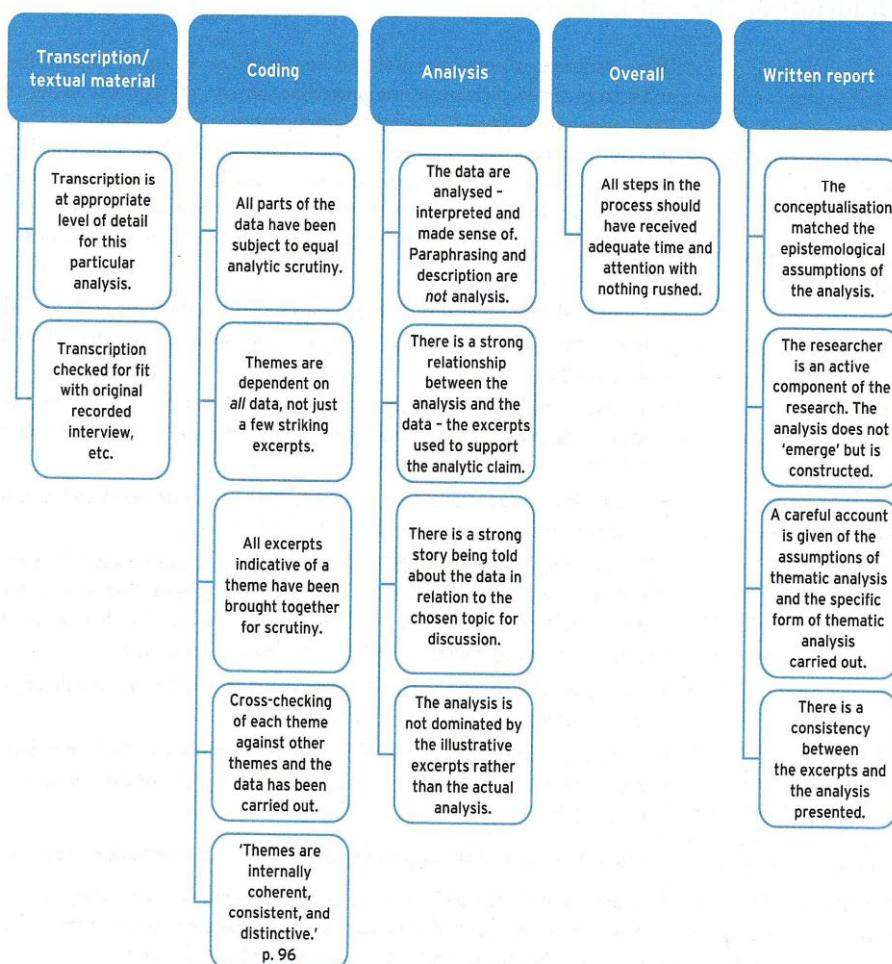 Transcription/
textual material
Transcription is
at appropriate
level of detail
for this
particular
analysis.
Transcription
checked for fit
with original
recorded
interview,
etc.
Coding
All parts of the
data have been
subject to equal
analytic scrutiny.
Themes are
dependent on
all data, not just
a few striking
excerpts.
All excerpts
indicative of a
theme have been
brought together
for scrutiny.
Cross-checking
of each theme
against other
themes and the
data has been
carried out.
'Themes are
internally
coherent,
consistent, and
distinctive.'
p. 96
Analysis
The data are
analysed –
interpreted and
made sense of.
Paraphrasing and
description are
not analysis.
There is a strong
relationship
between the
analysis and the
data – the excerpts
used to support
the analytic claim.
There is a strong
story being told
about the data in
relation to the
chosen topic for
discussion.
The analysis is
not dominated by
the illustrative
excerpts rather
than the actual
analysis.
Overall
All steps in the
process should
have received
adequate time and
attention with
nothing rushed.
Written report
The
conceptualisation
matched the
epistemological
assumptions of
the analysis.
The researcher
is an active
component of the
research. The
analysis does not
'emerge' but is
constructed.
A careful account
is given of the
assumptions of
thematic analysis
and the specific
form of thematic
analysis
carried out.
There is a
consistency
between
the excerpts and
the analysis
presented.